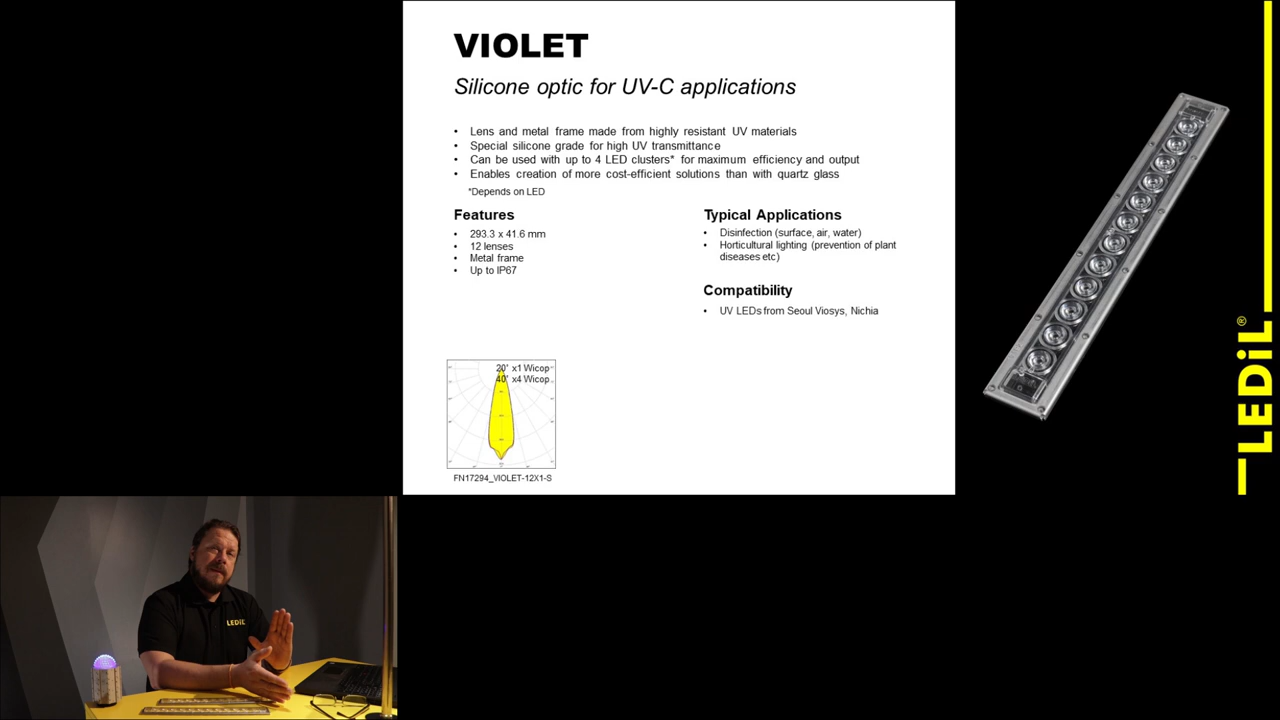 VIOLET
Silicone optic for UV-C applications
• Lens and metal frame made from highly resistant UV materials
• Special silicone grade for high UV transmittance
• Can be used with up to 4 LED clusters* for maximum efficiency and output
• Enables creation of more cost-efficient solutions than with quartz glass
*Depends on LED
Features
• 293.3 x 41.6 mm
• 12 lenses
• Metal frame
• Up to IP67
Typical Applications
• Disinfection (surface, air, water)
• Horticultural lighting (prevention of plant
diseases etc)
Compatibility
• UV LEDs from Seoul Viosys, Nichia
20° x1 Wicop
40° x4 Wicop
FN17294_VIOLET-12X1-S
LEDiL®
LEDiL